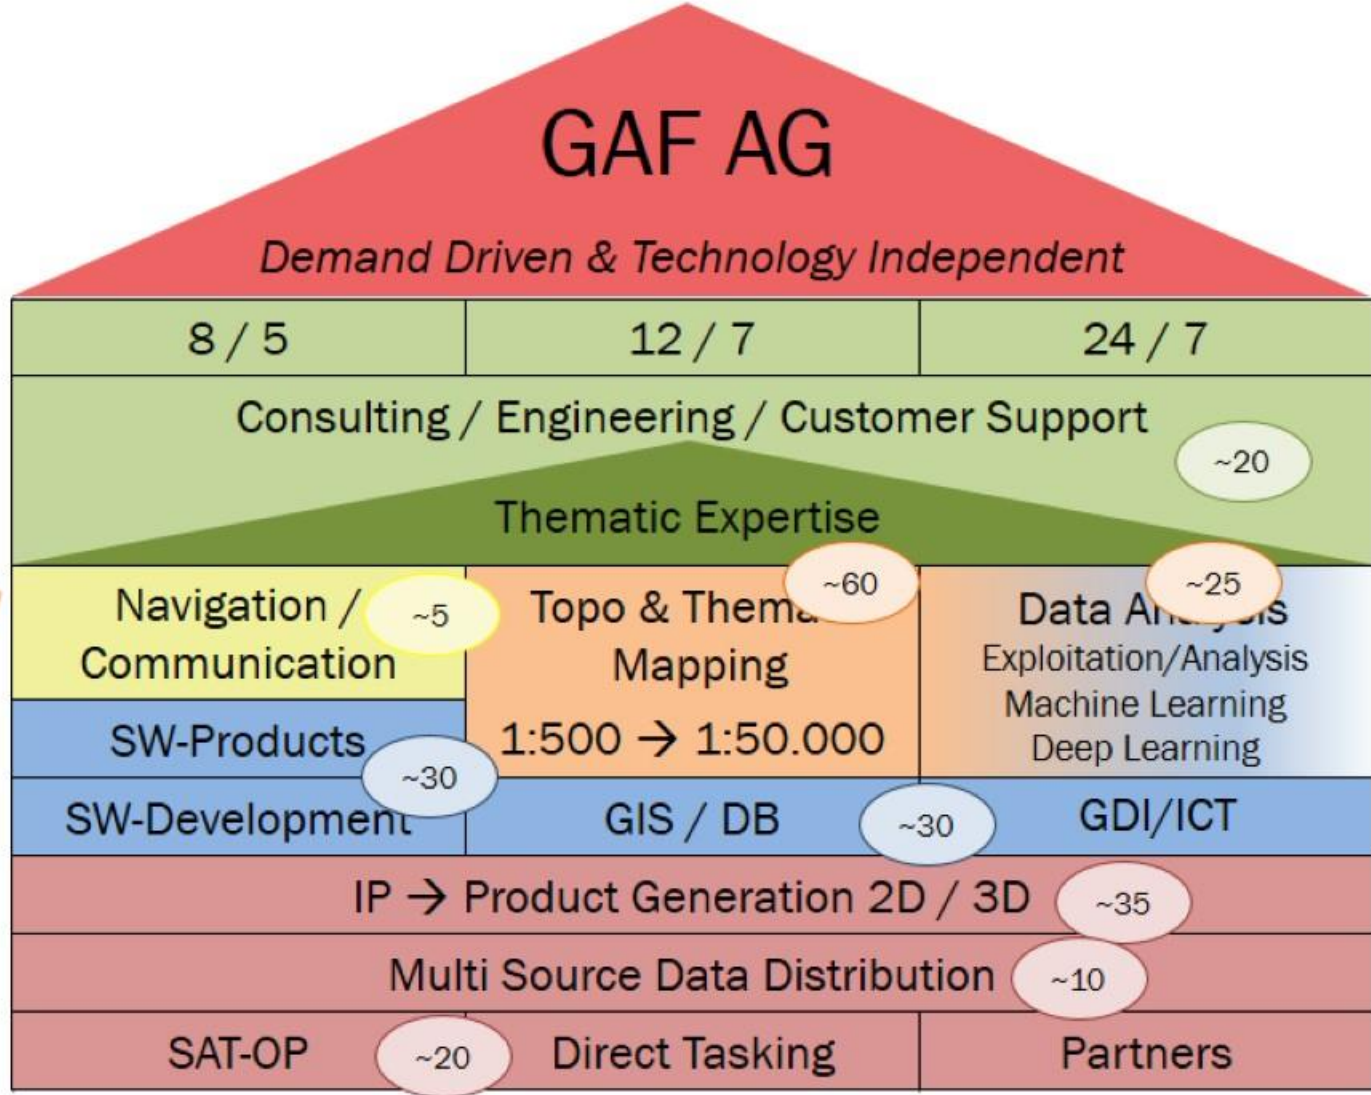 GAF AG
Demand Driven & Technology Independent
8 / 5
12 / 7
24 / 7
Consulting / Engineering / Customer Support
~20
Thematic Expertise
Navigation /
Communication
~5
Topo & Thema
Mapping
1:500 → 1:50.000
~60
Data
~25
Exploitation/Analysis
Machine Learning
Deep Learning
SW-Products
~30
SW-Development
GIS / DB
~30
GDI/ICT
IP → Product Generation 2D / 3D
~35
Multi Source Data Distribution
~10
SAT-OP
~20
Direct Tasking
Partners